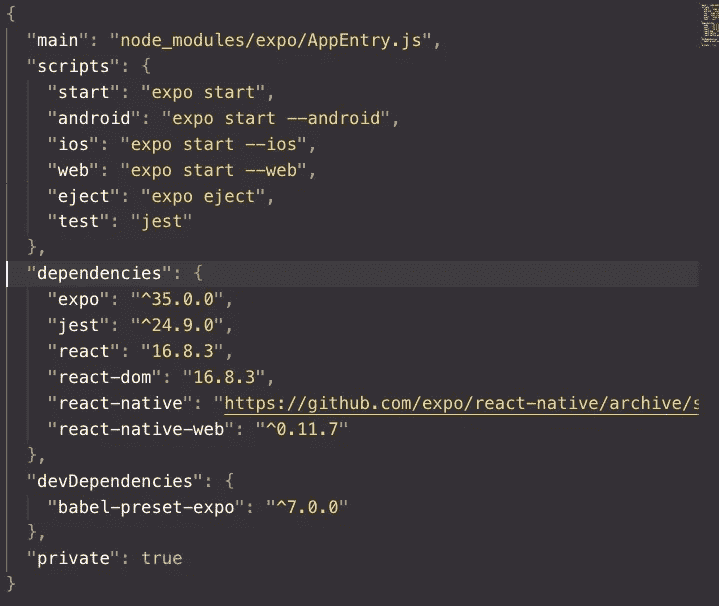 {
  "main": "node_modules/expo/AppEntry.js",
  "scripts": {
    "start": "expo start",
    "android": "expo start --android",
    "ios": "expo start --ios",
    "web": "expo start --web",
    "eject": "expo eject",
    "test": "jest"
  },
  "dependencies": {
    "expo": "^35.0.0",
    "jest": "^24.9.0",
    "react": "16.8.3",
    "react-dom": "16.8.3",
    "react-native": "https://github.com/expo/react-native/archive/s
    "react-native-web": "^0.11.7"
  },
  "devDependencies": {
    "babel-preset-expo": "^7.0.0"
  },
  "private": true
}